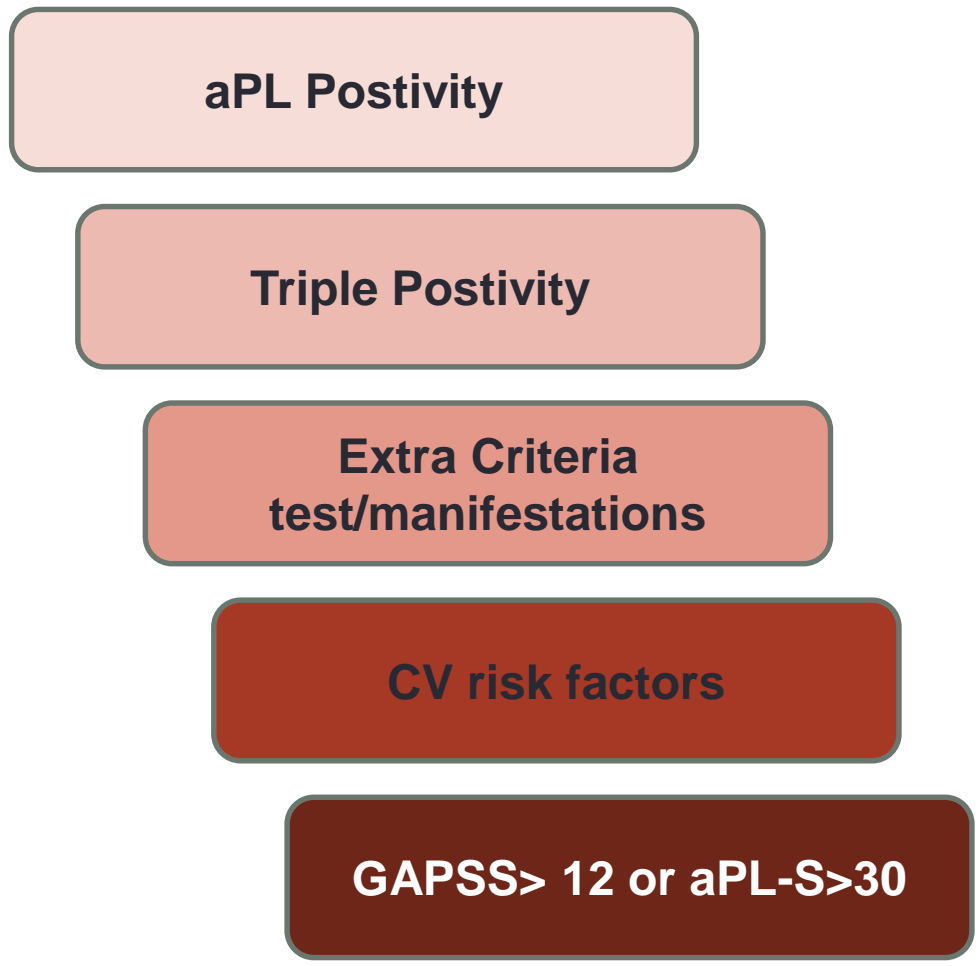 aPL Postivity
Triple Postivity
Extra Criteria
test/manifestations
CV risk factors
GAPSS> 12 or aPL-S>30